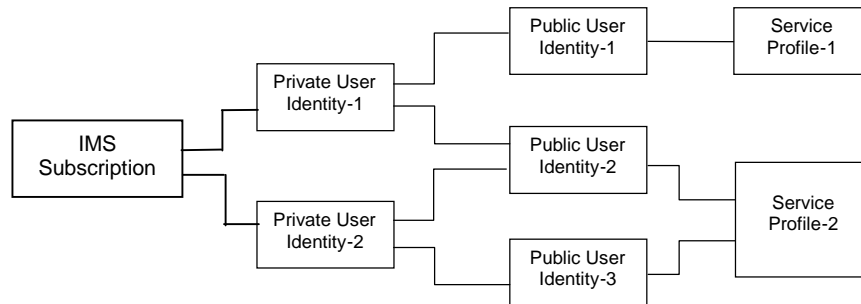 IMS
Subscription
Private User
Identity-1
Private User
Identity-2
Public User
Identity-1
Public User
Identity-2
Public User
Identity-3
Service
Profile-1
Service
Profile-2